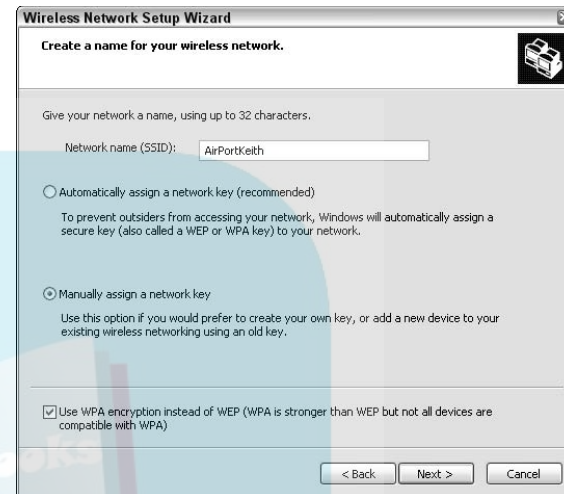 Wireless Network Setup Wizard
Create a name for your wireless network.
Give your network a name, using up to 32 characters.
Network name (SSID): AirPortKeith
Automatically assign a network key (recommended)
To prevent outsiders from accessing your network, Windows will automatically assign a
secure key (also called a WEP or WPA key) to your network.
Manually assign a network key
Use this option if you would prefer to create your own key, or add a new device to your
existing wireless networking using an old key.
Use WPA encryption instead of WEP (WPA is stronger than WEP but not all devices are
compatible with WPA)
< Back Next > Cancel